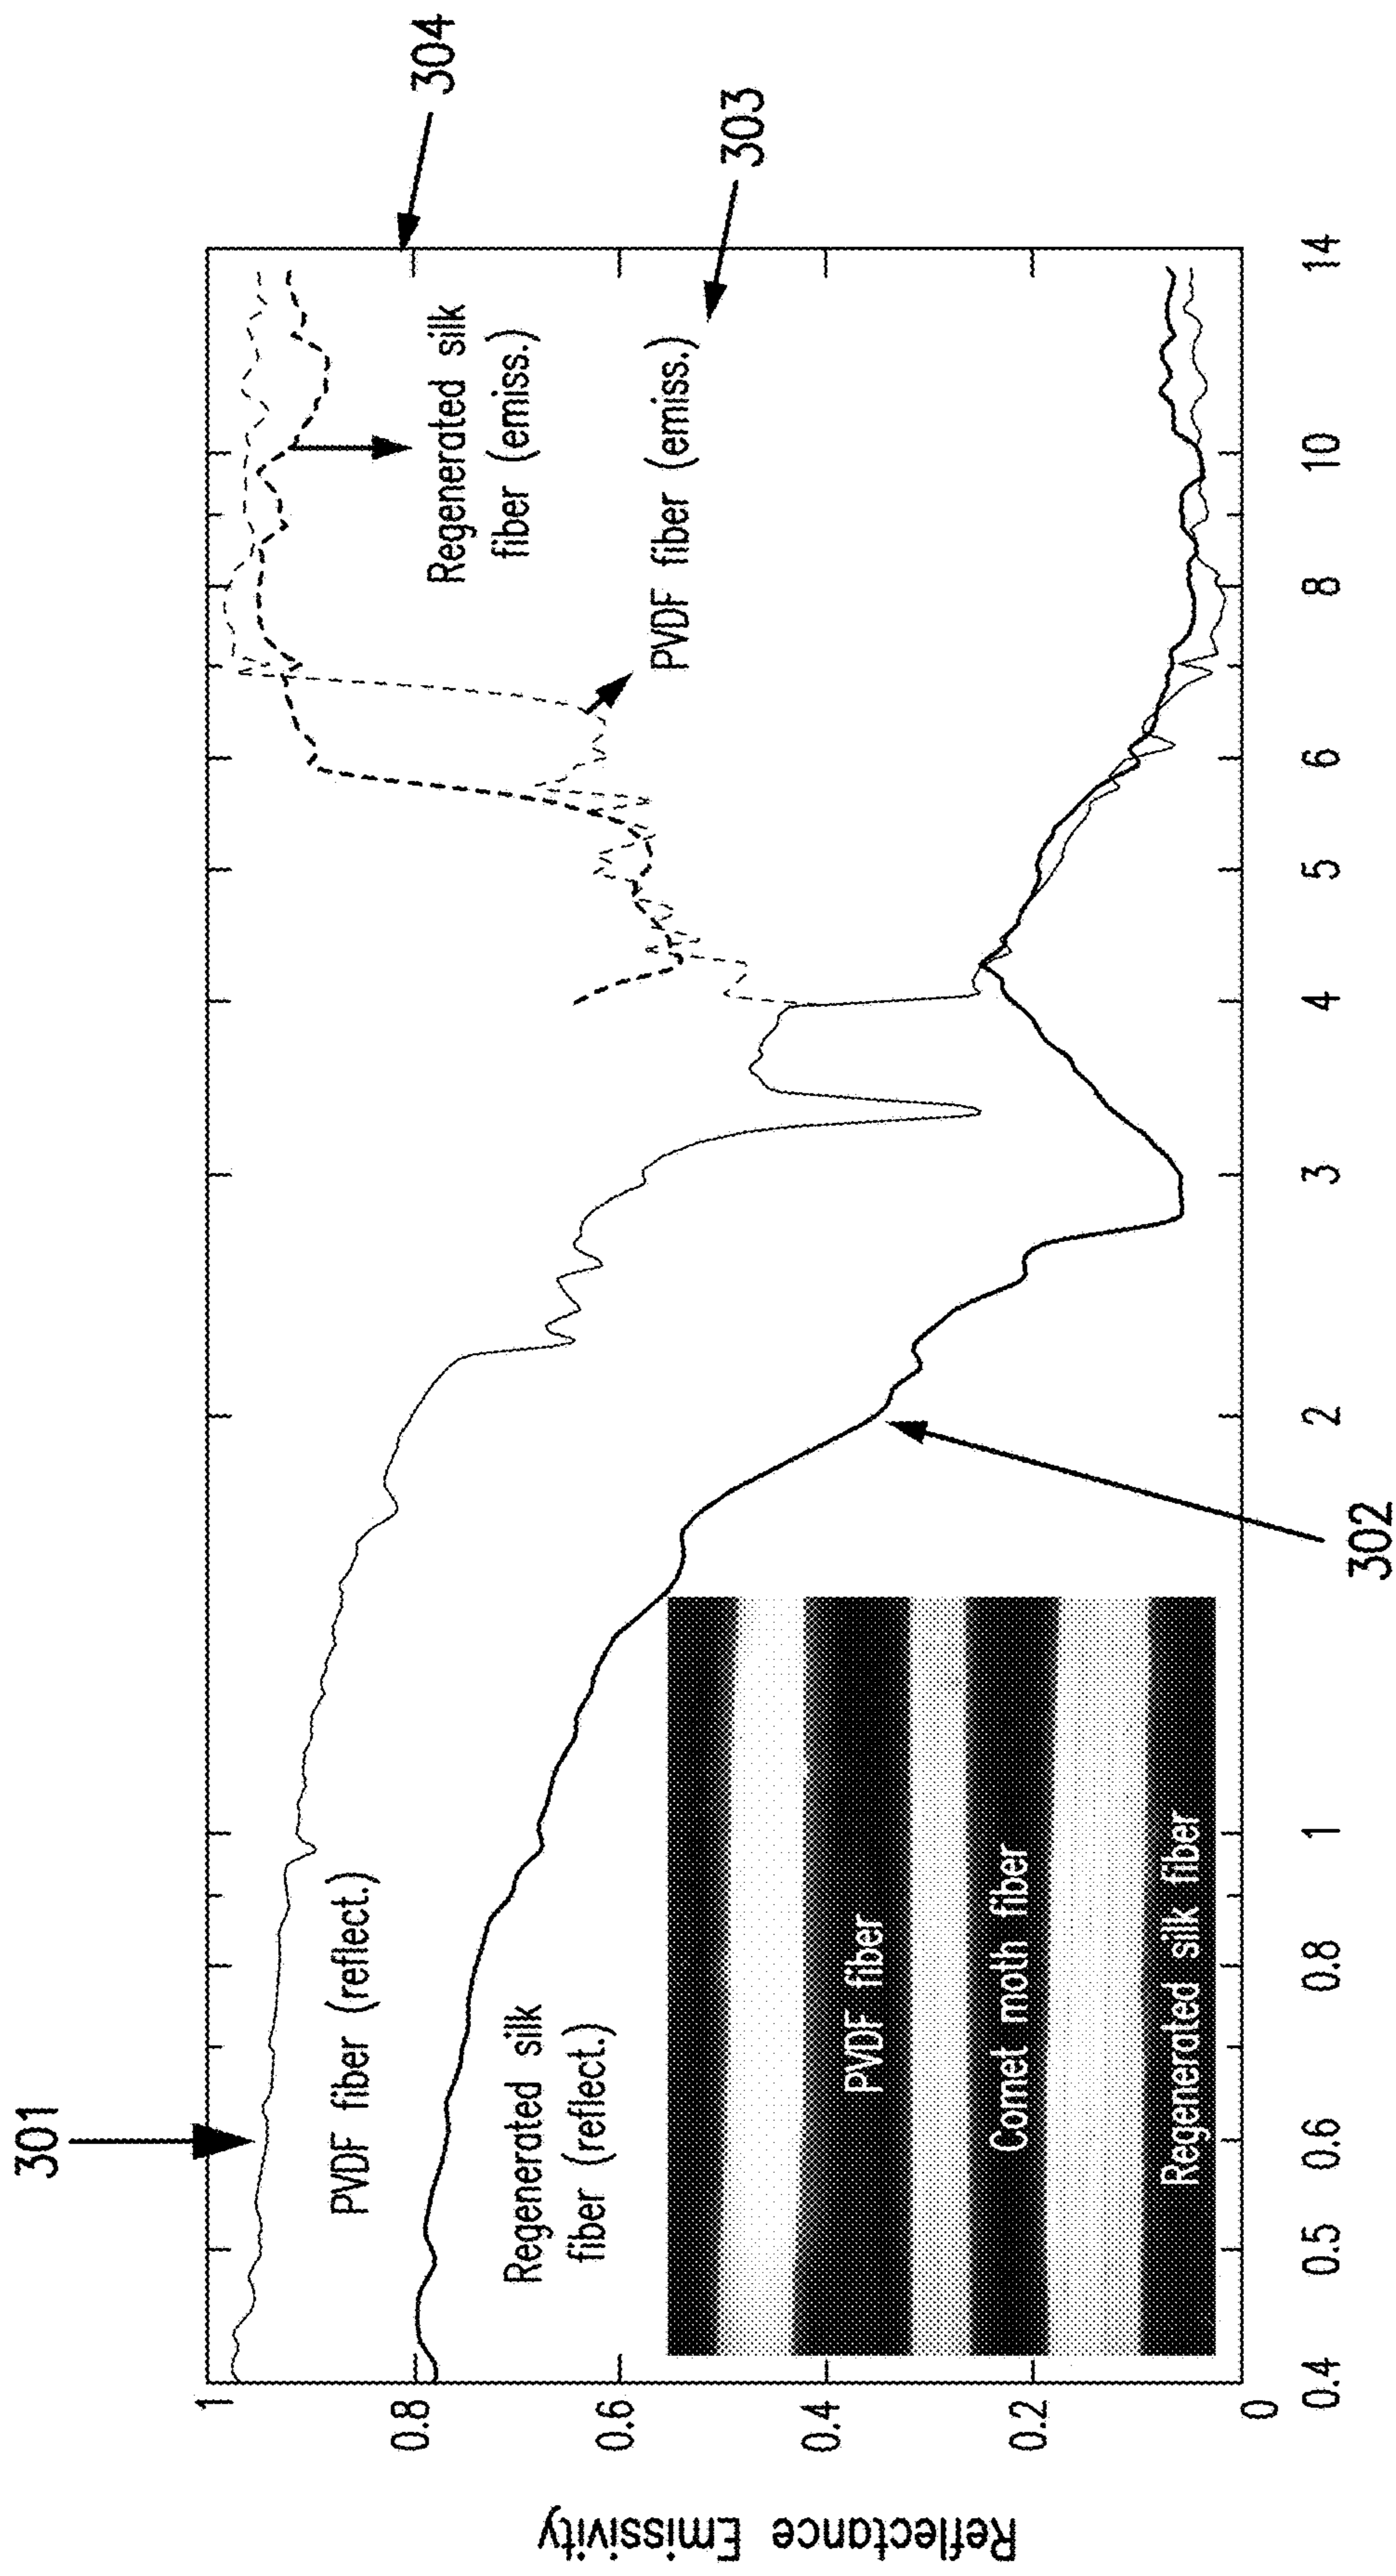 301
304
303
302
Reflectance Emissivity
1
0.8
0.6
0.4
0.2
0
0.4
0.5
0.6
0.8
1
2
3
4
5
6
8
10
14
PVDF fiber (reflect.)
Regenerated silk
fiber (reflect.)
Regenerated silk
fiber (emiss.)
PVDF fiber (emiss.)
PVDF fiber
Comet moth fiber
Regenerated silk fiber